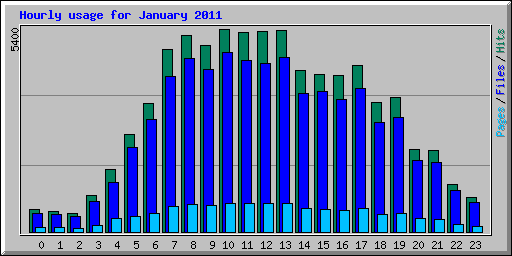 Hourly usage for January 2011
5400
Pages / Files / Hits
0 1 2 3 4 5 6 7 8 9 10 11 12 13 14 15 16 17 18 19 20 21 22 23